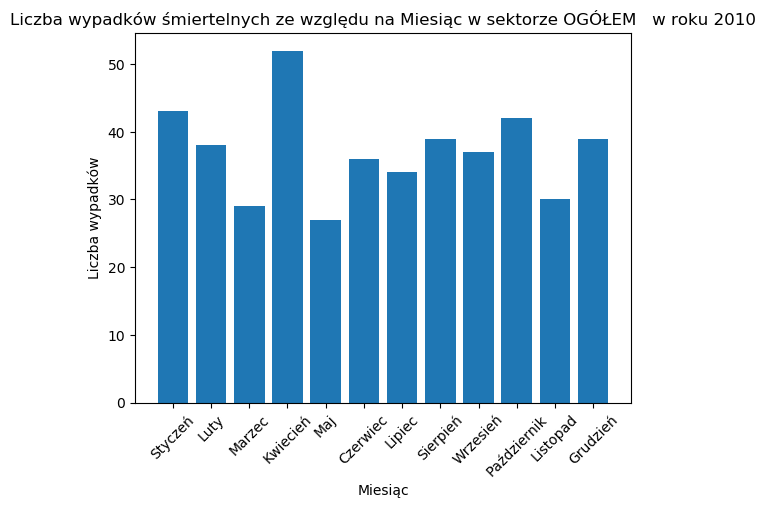 Liczba wypadków śmiertelnych ze względu na Miesiąc w sektorze OGÓŁEM   w roku 2010
Liczba wypadków
50
40
30
20
10
0
Styczeń
Luty
Marzec
Kwiecień
Maj
Czerwiec
Lipiec
Sierpień
Wrzesień
Październik
Listopad
Grudzień
Miesiąc